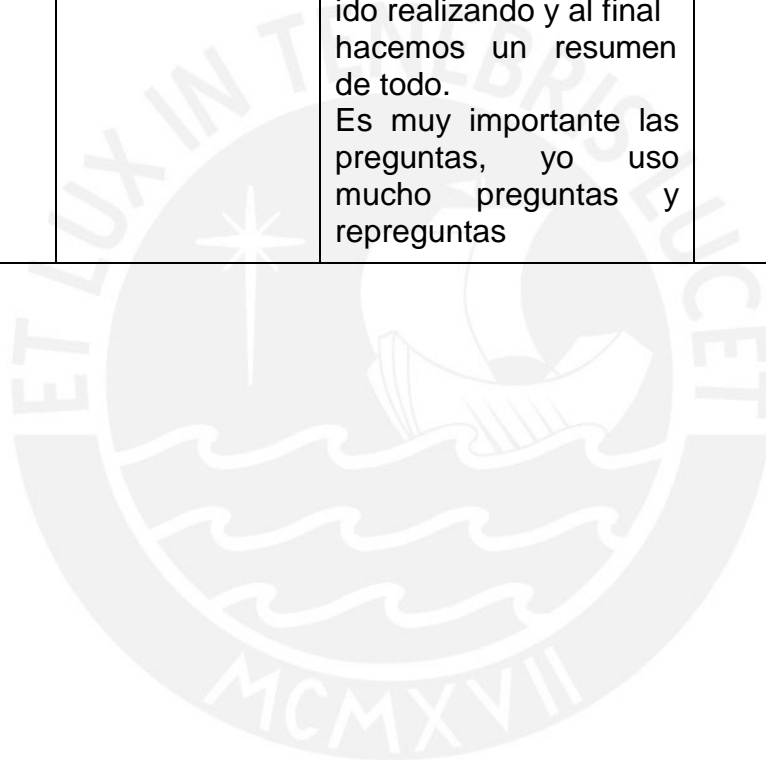 ido realizando y al final
hacemos un resumen
de todo.
Es muy importante las
preguntas, yo uso
mucho preguntas y
repreguntas
ET LUX IN TENEBRIS LUCET
MCMXVII